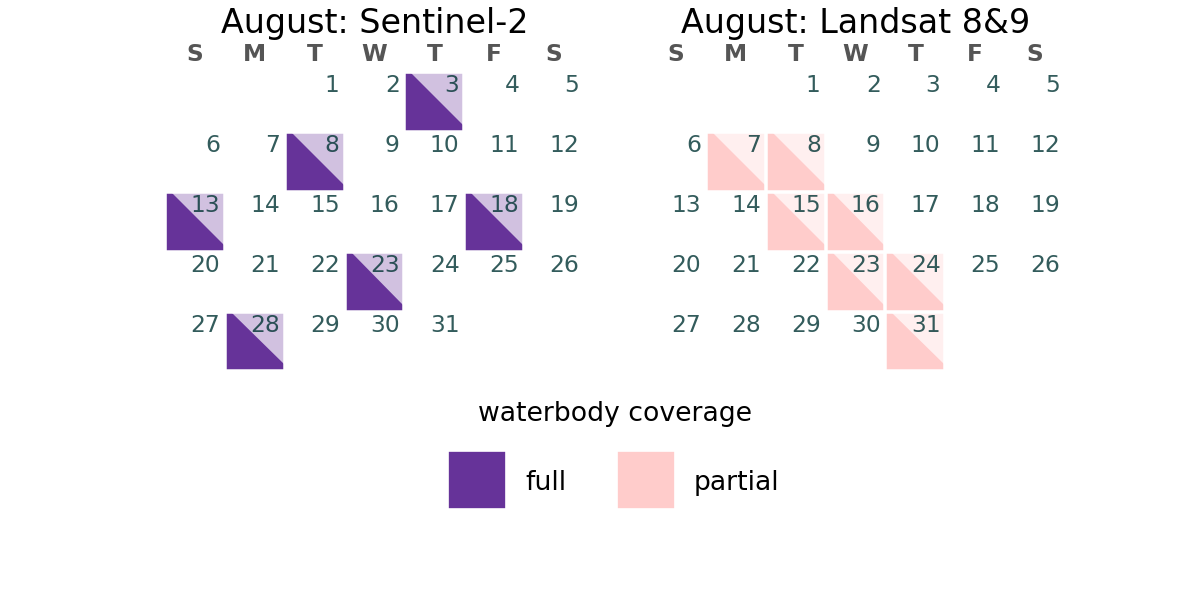 August: Sentinel-2
S M T W T F S
1 2 3 4 5
6 7 8 9 10 11 12
13 14 15 16 17 18 19
20 21 22 23 24 25 26
27 28 29 30 31
August: Landsat 8&9
S M T W T F S
1 2 3 4 5
6 7 8 9 10 11 12
13 14 15 16 17 18 19
20 21 22 23 24 25 26
27 28 29 30 31
waterbody coverage
full
partial